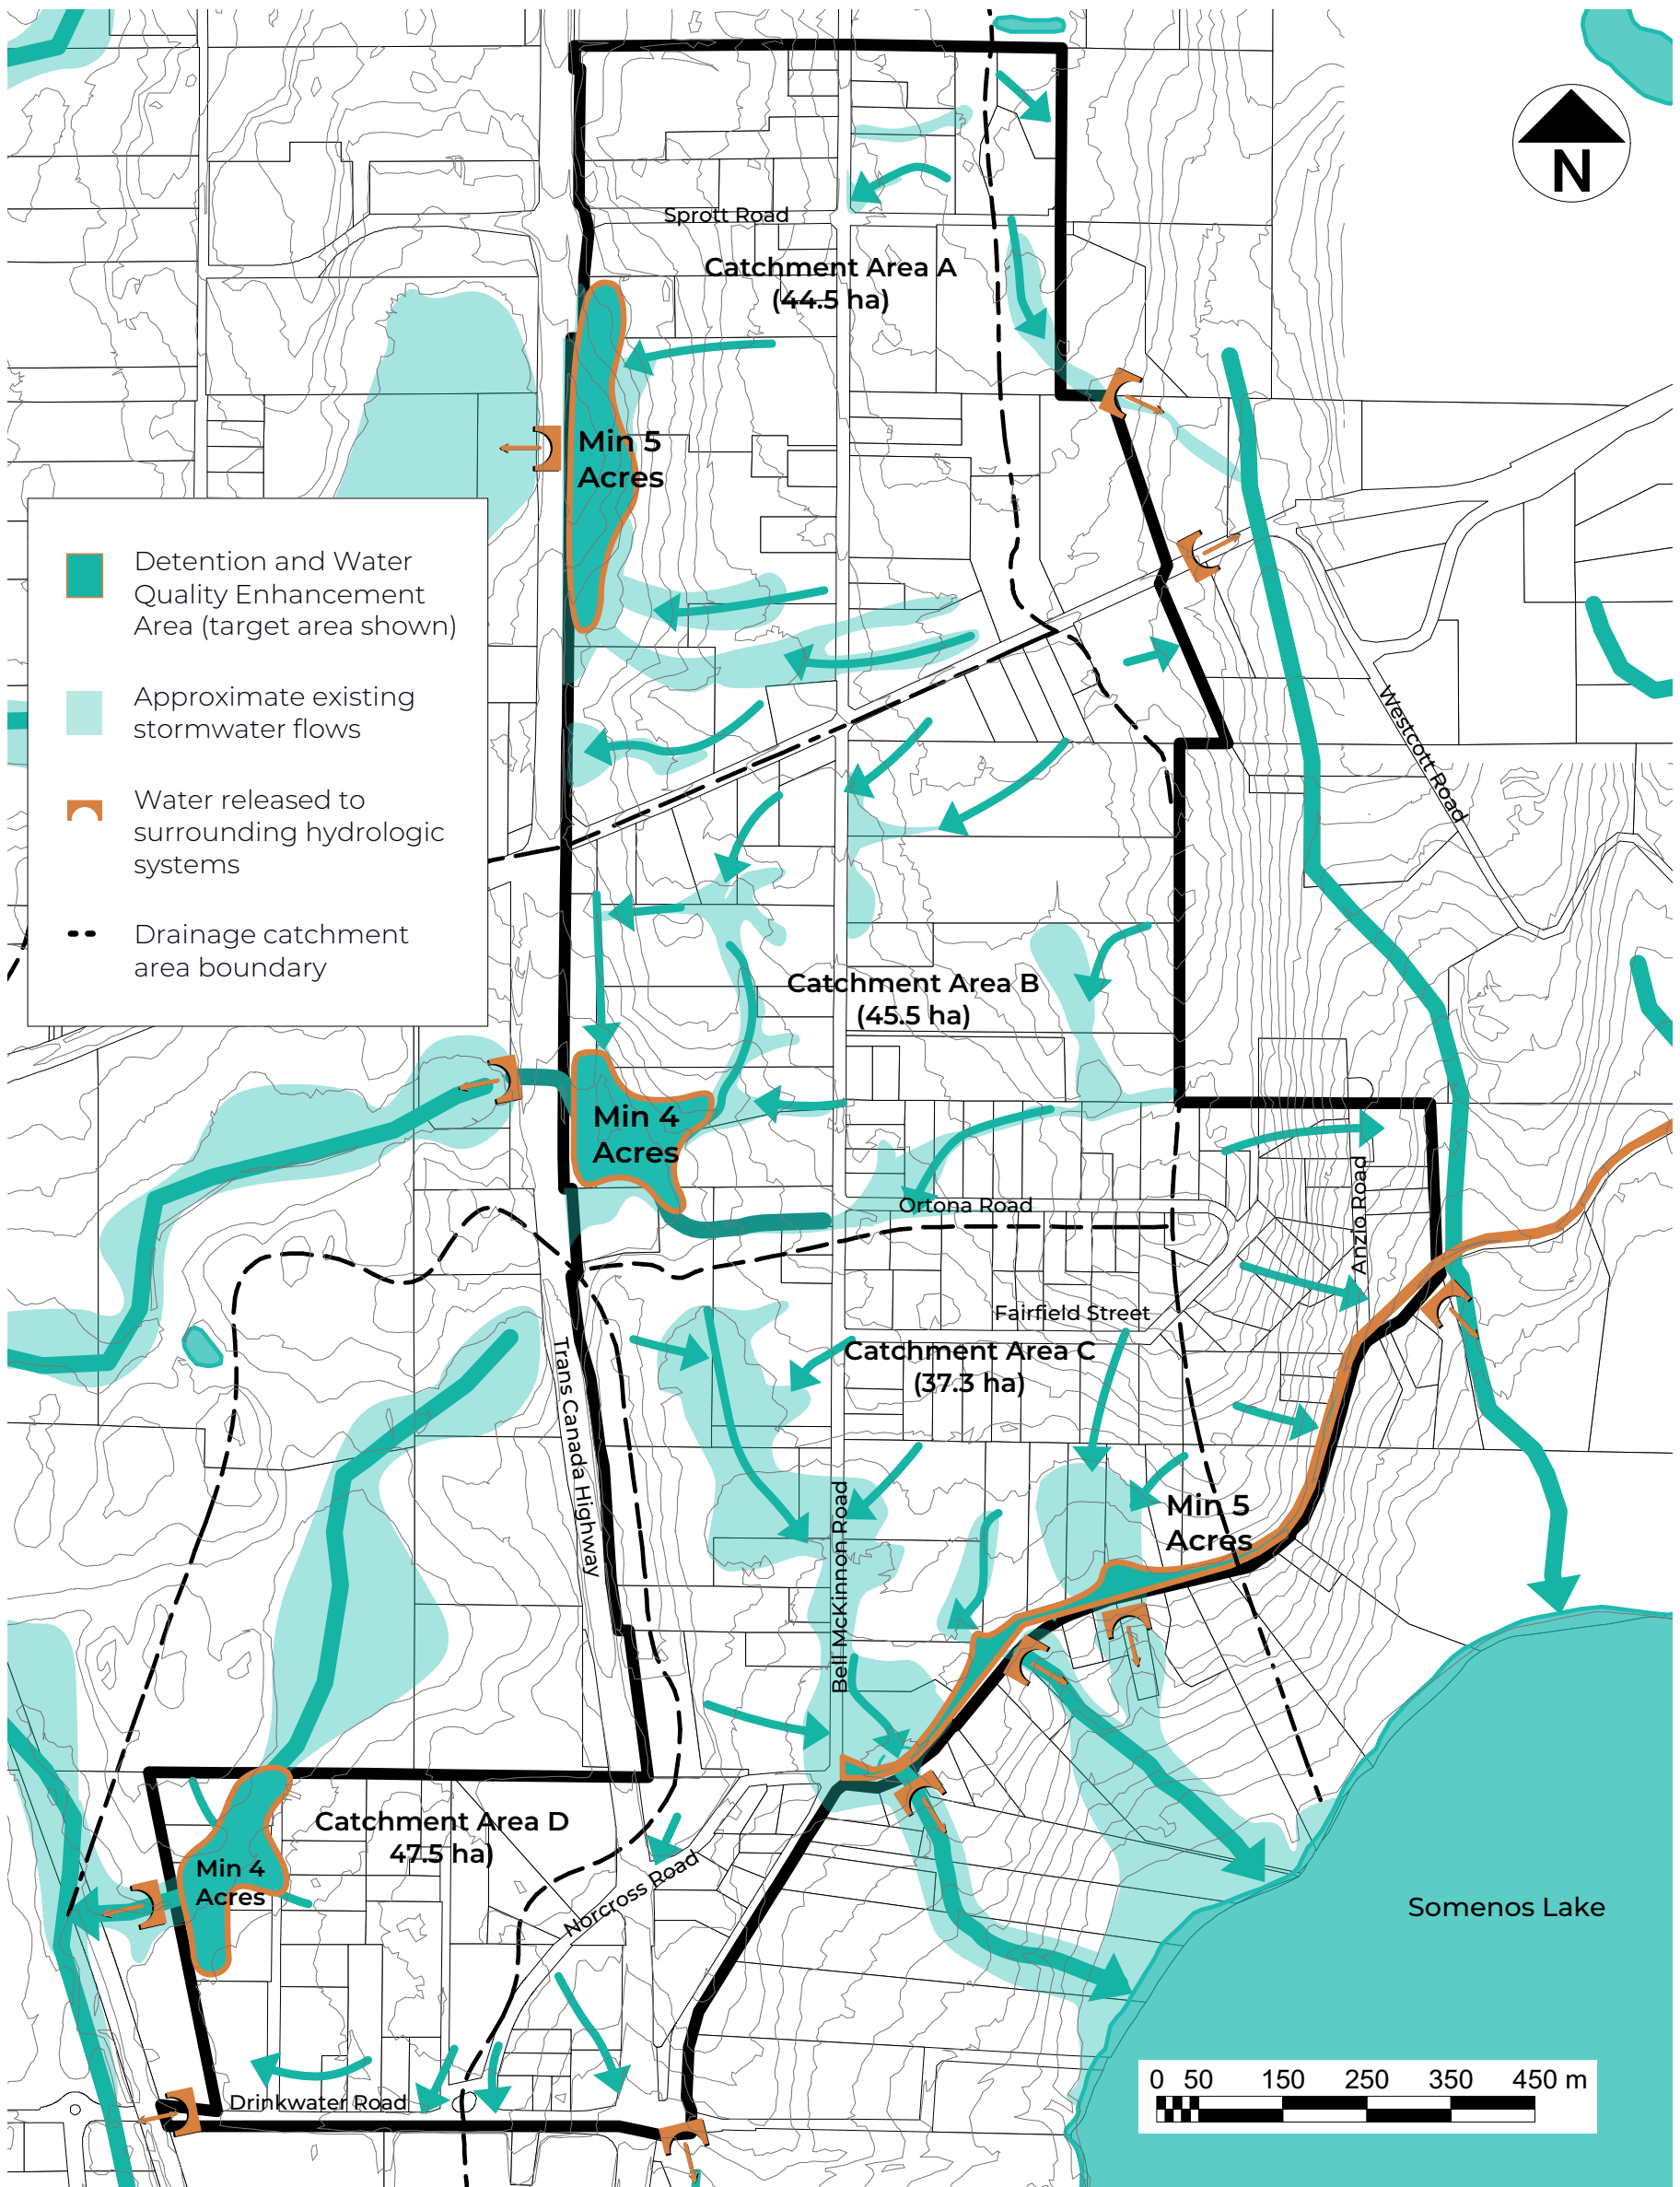 N
Sprott Road
Catchment Area A
(44.5 ha)
Min 5
Acres
Detention and Water
Quality Enhancement
Area (target area shown)
Approximate existing
stormwater flows
Water released to
surrounding hydrologic
systems
Drainage catchment
area boundary
Westcott Road
Catchment Area B
(45.5 ha)
Min 4
Acres
Ortona Road
Anzio Road
Fairfield Street
Catchment Area C
(37.3 ha)
Trans Canada Highway
Bell McKinnon Road
Min 5
Acres
Catchment Area D
47.5 ha)
Min 4
Acres
Norcross Road
Somenos Lake
Drinkwater Road
0 50 150 250 350 450 m